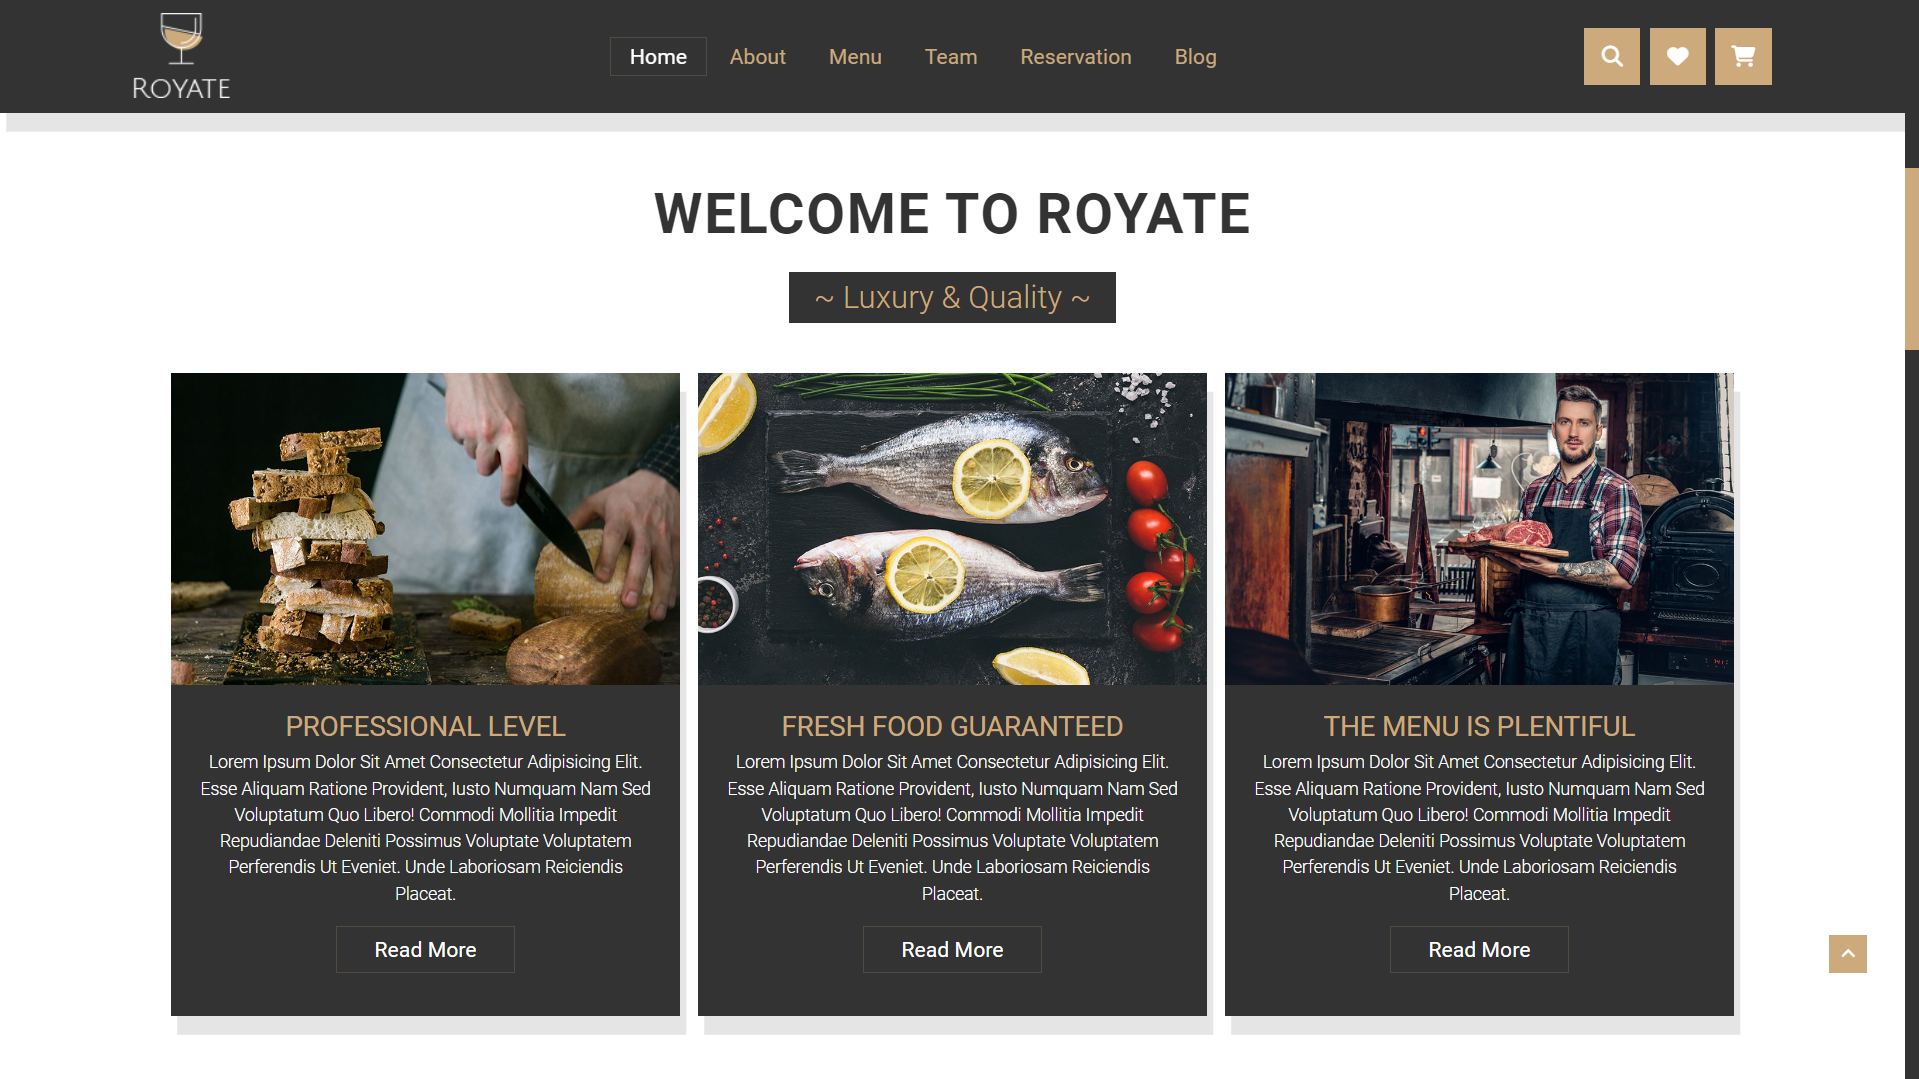 ROYATE
Home About Menu Team Reservation Blog
WELCOME TO ROYATE
~ Luxury & Quality ~
PROFESSIONAL LEVEL
Lorem Ipsum Dolor Sit Amet Consectetur Adipisicing Elit.
Esse Aliquam Ratione Provident, Iusto Numquam Nam Sed
Voluptatum Quo Libero! Commodi Mollitia Impedit
Repudiandae Deleniti Possimus Voluptate Voluptatem
Perferendis Ut Eveniet. Unde Laboriosam Reiciendis
Placeat.
Read More
FRESH FOOD GUARANTEED
Lorem Ipsum Dolor Sit Amet Consectetur Adipisicing Elit.
Esse Aliquam Ratione Provident, Iusto Numquam Nam Sed
Voluptatum Quo Libero! Commodi Mollitia Impedit
Repudiandae Deleniti Possimus Voluptate Voluptatem
Perferendis Ut Eveniet. Unde Laboriosam Reiciendis
Placeat.
Read More
THE MENU IS PLENTIFUL
Lorem Ipsum Dolor Sit Amet Consectetur Adipisicing Elit.
Esse Aliquam Ratione Provident, Iusto Numquam Nam Sed
Voluptatum Quo Libero! Commodi Mollitia Impedit
Repudiandae Deleniti Possimus Voluptate Voluptatem
Perferendis Ut Eveniet. Unde Laboriosam Reiciendis
Placeat.
Read More